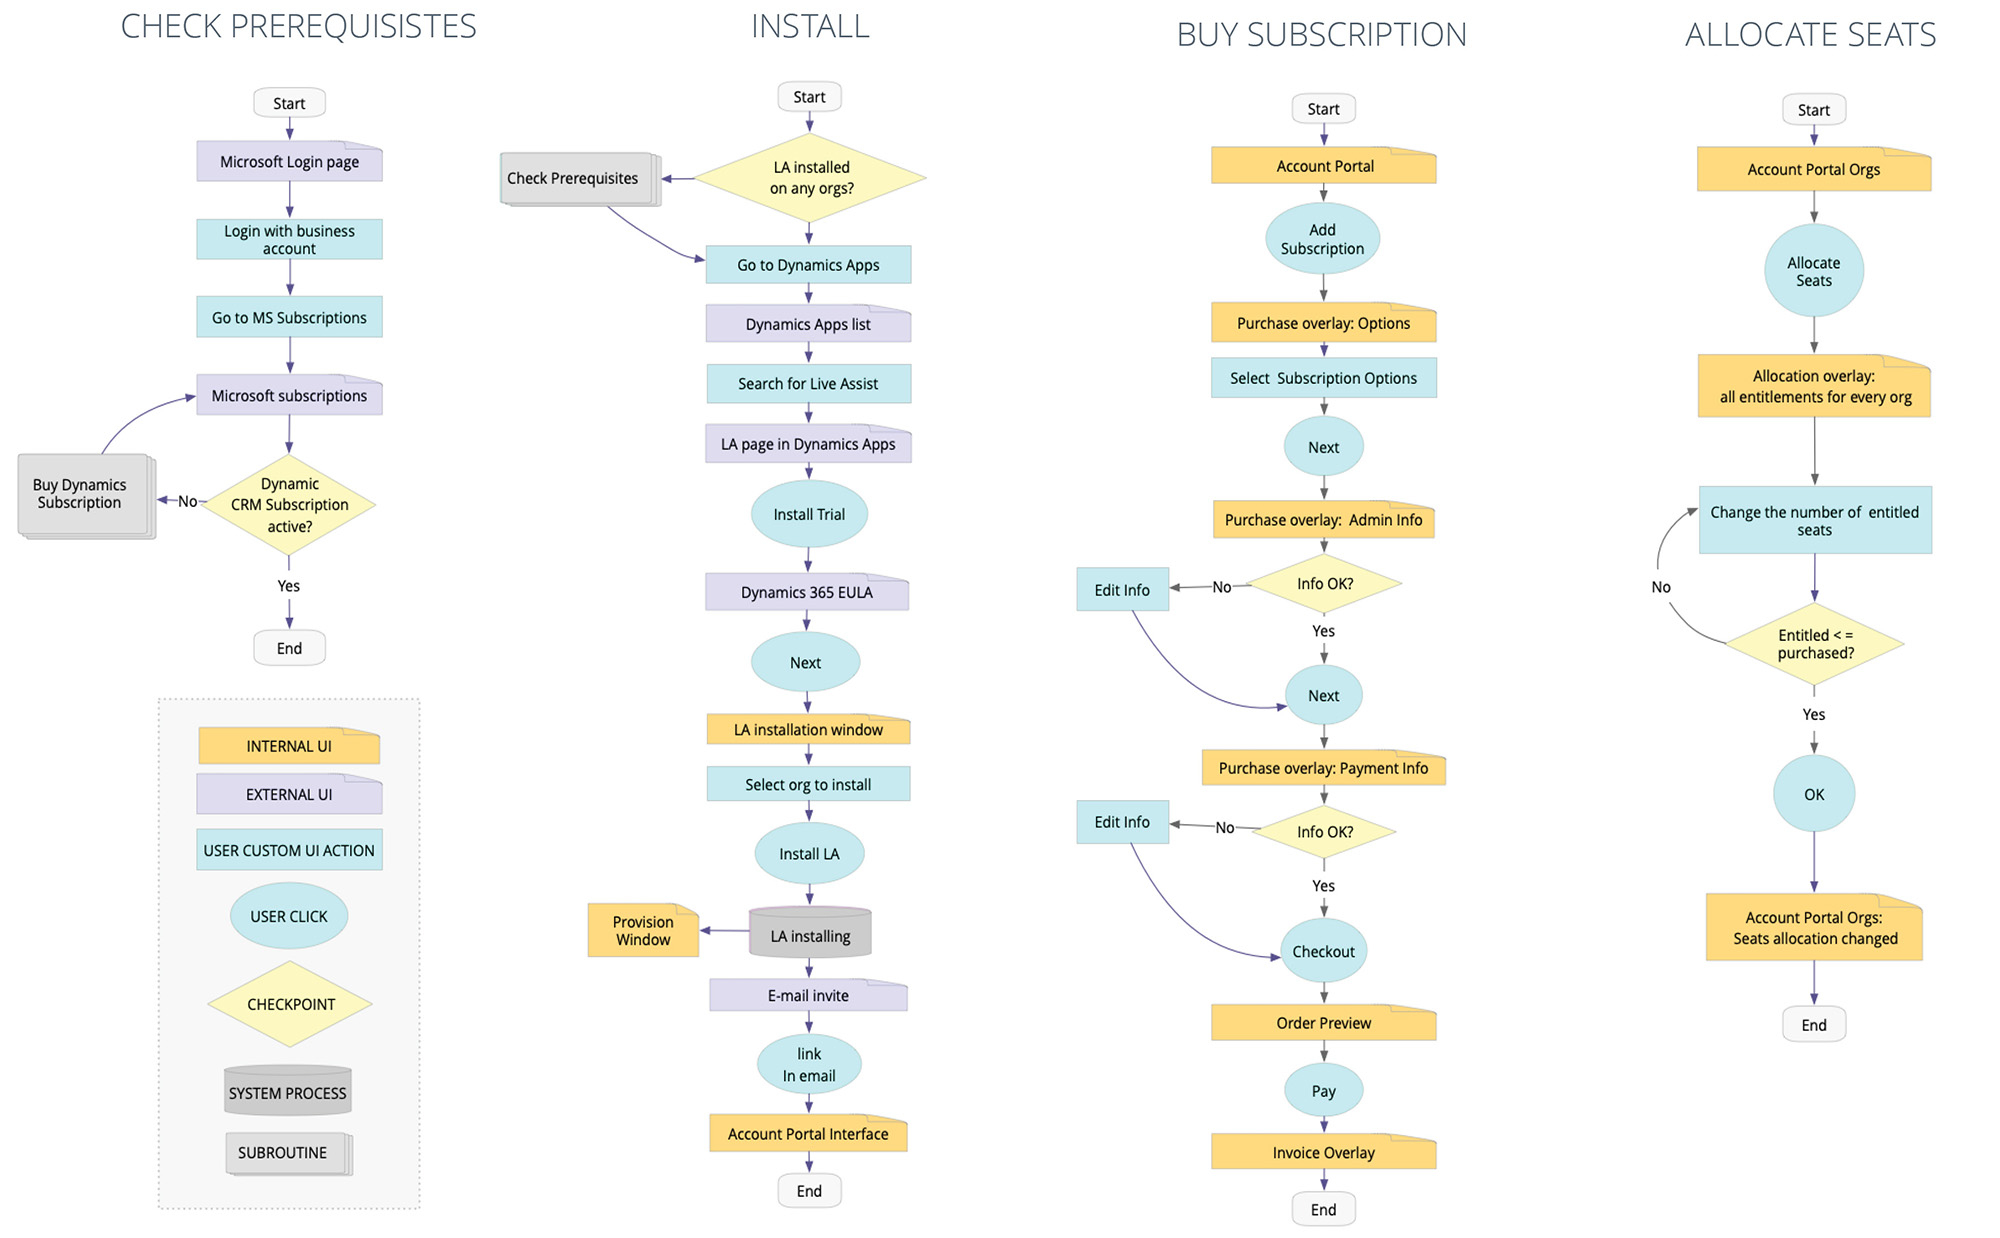 CHECK PREREQUISISTES
Start
Microsoft Login page
Login with business
account
Go to MS Subscriptions
Microsoft subscriptions
Buy Dynamics
Subscription
No
Dynamic
CRM Subscription
active?
Yes
End
INTERNAL UI
EXTERNAL UI
USER CUSTOM UI ACTION
USER CLICK
CHECKPOINT
SYSTEM PROCESS
SUBROUTINE
INSTALL
Start
LA installed
on any orgs?
Check Prerequisites
Go to Dynamics Apps
Dynamics Apps list
Search for Live Assist
LA page in Dynamics Apps
Install Trial
Dynamics 365 EULA
Next
LA installation window
Select org to install
Install LA
Provision
Window
LA installing
E-mail invite
link
In email
Account Portal Interface
End
BUY SUBSCRIPTION
Start
Account Portal
Add
Subscription
Purchase overlay: Options
Select  Subscription Options
Next
Purchase overlay:  Admin Info
Edit Info
No
Info OK?
Yes
Next
Purchase overlay: Payment Info
Edit Info
No
Info OK?
Yes
Checkout
Order Preview
Pay
Invoice Overlay
End
ALLOCATE SEATS
Start
Account Portal Orgs
Allocate
Seats
Allocation overlay:
all entitlements for every org
Change the number of  entitled
seats
No
Entitled < =
purchased?
Yes
OK
Account Portal Orgs:
Seats allocation changed
End